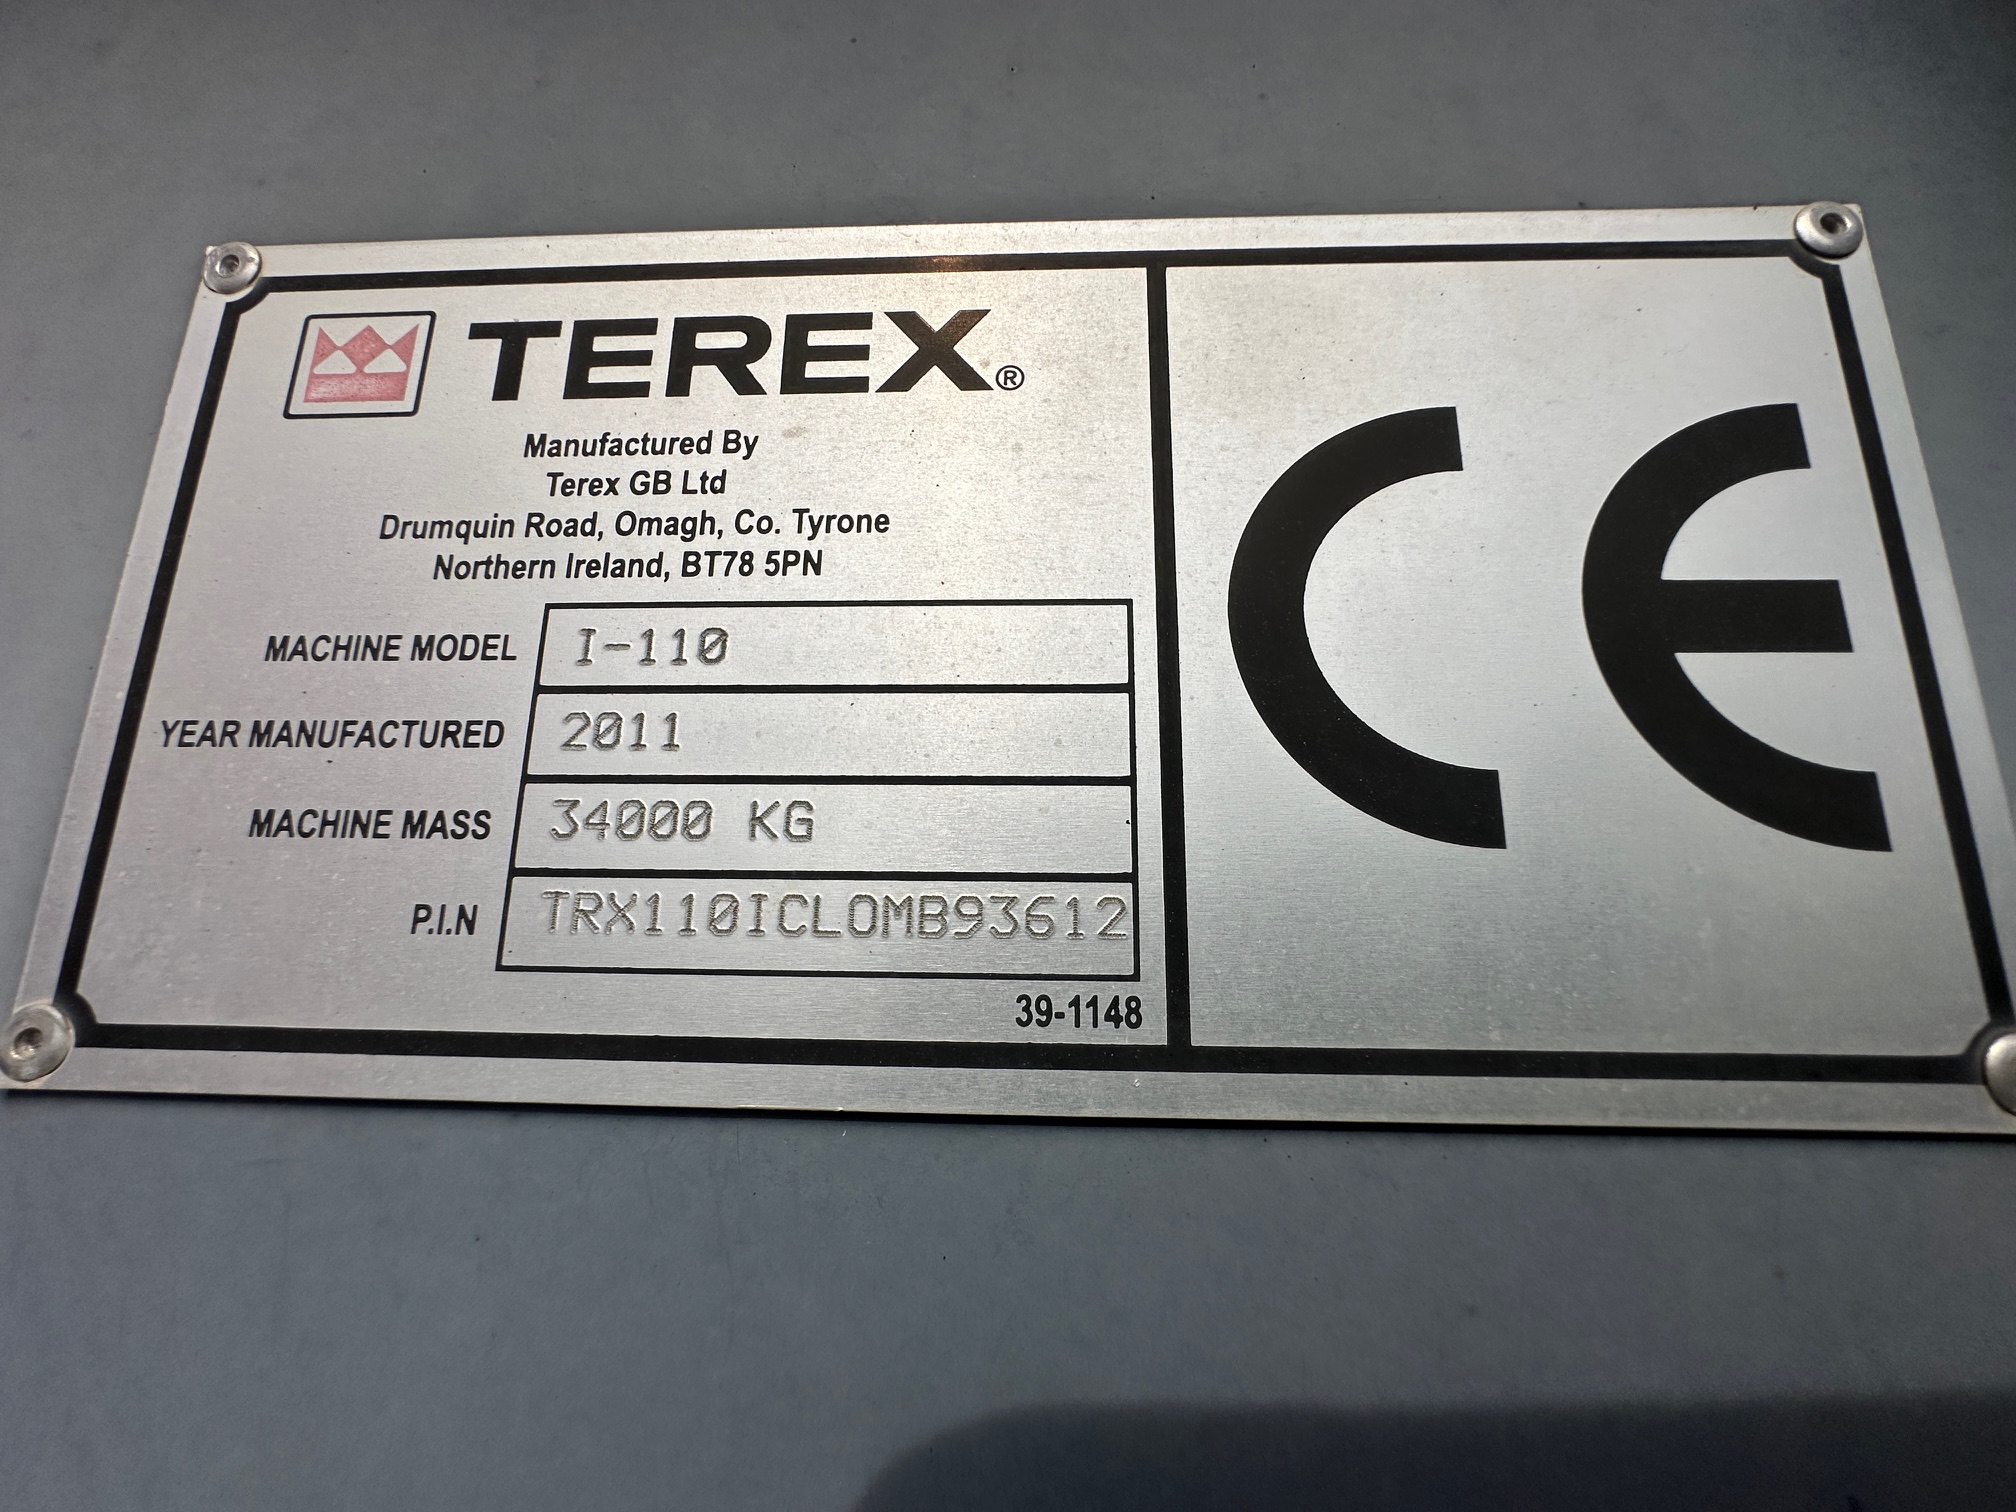 TEREX®
Manufactured By
Terex GB Ltd
Drumquin Road, Omagh, Co. Tyrone
Northern Ireland, BT78 5PN
MACHINE MODEL I-110
YEAR MANUFACTURED 2011
MACHINE MASS 34000 KG
P.I.N TRX110ICLOMB93612
39-1148
CE